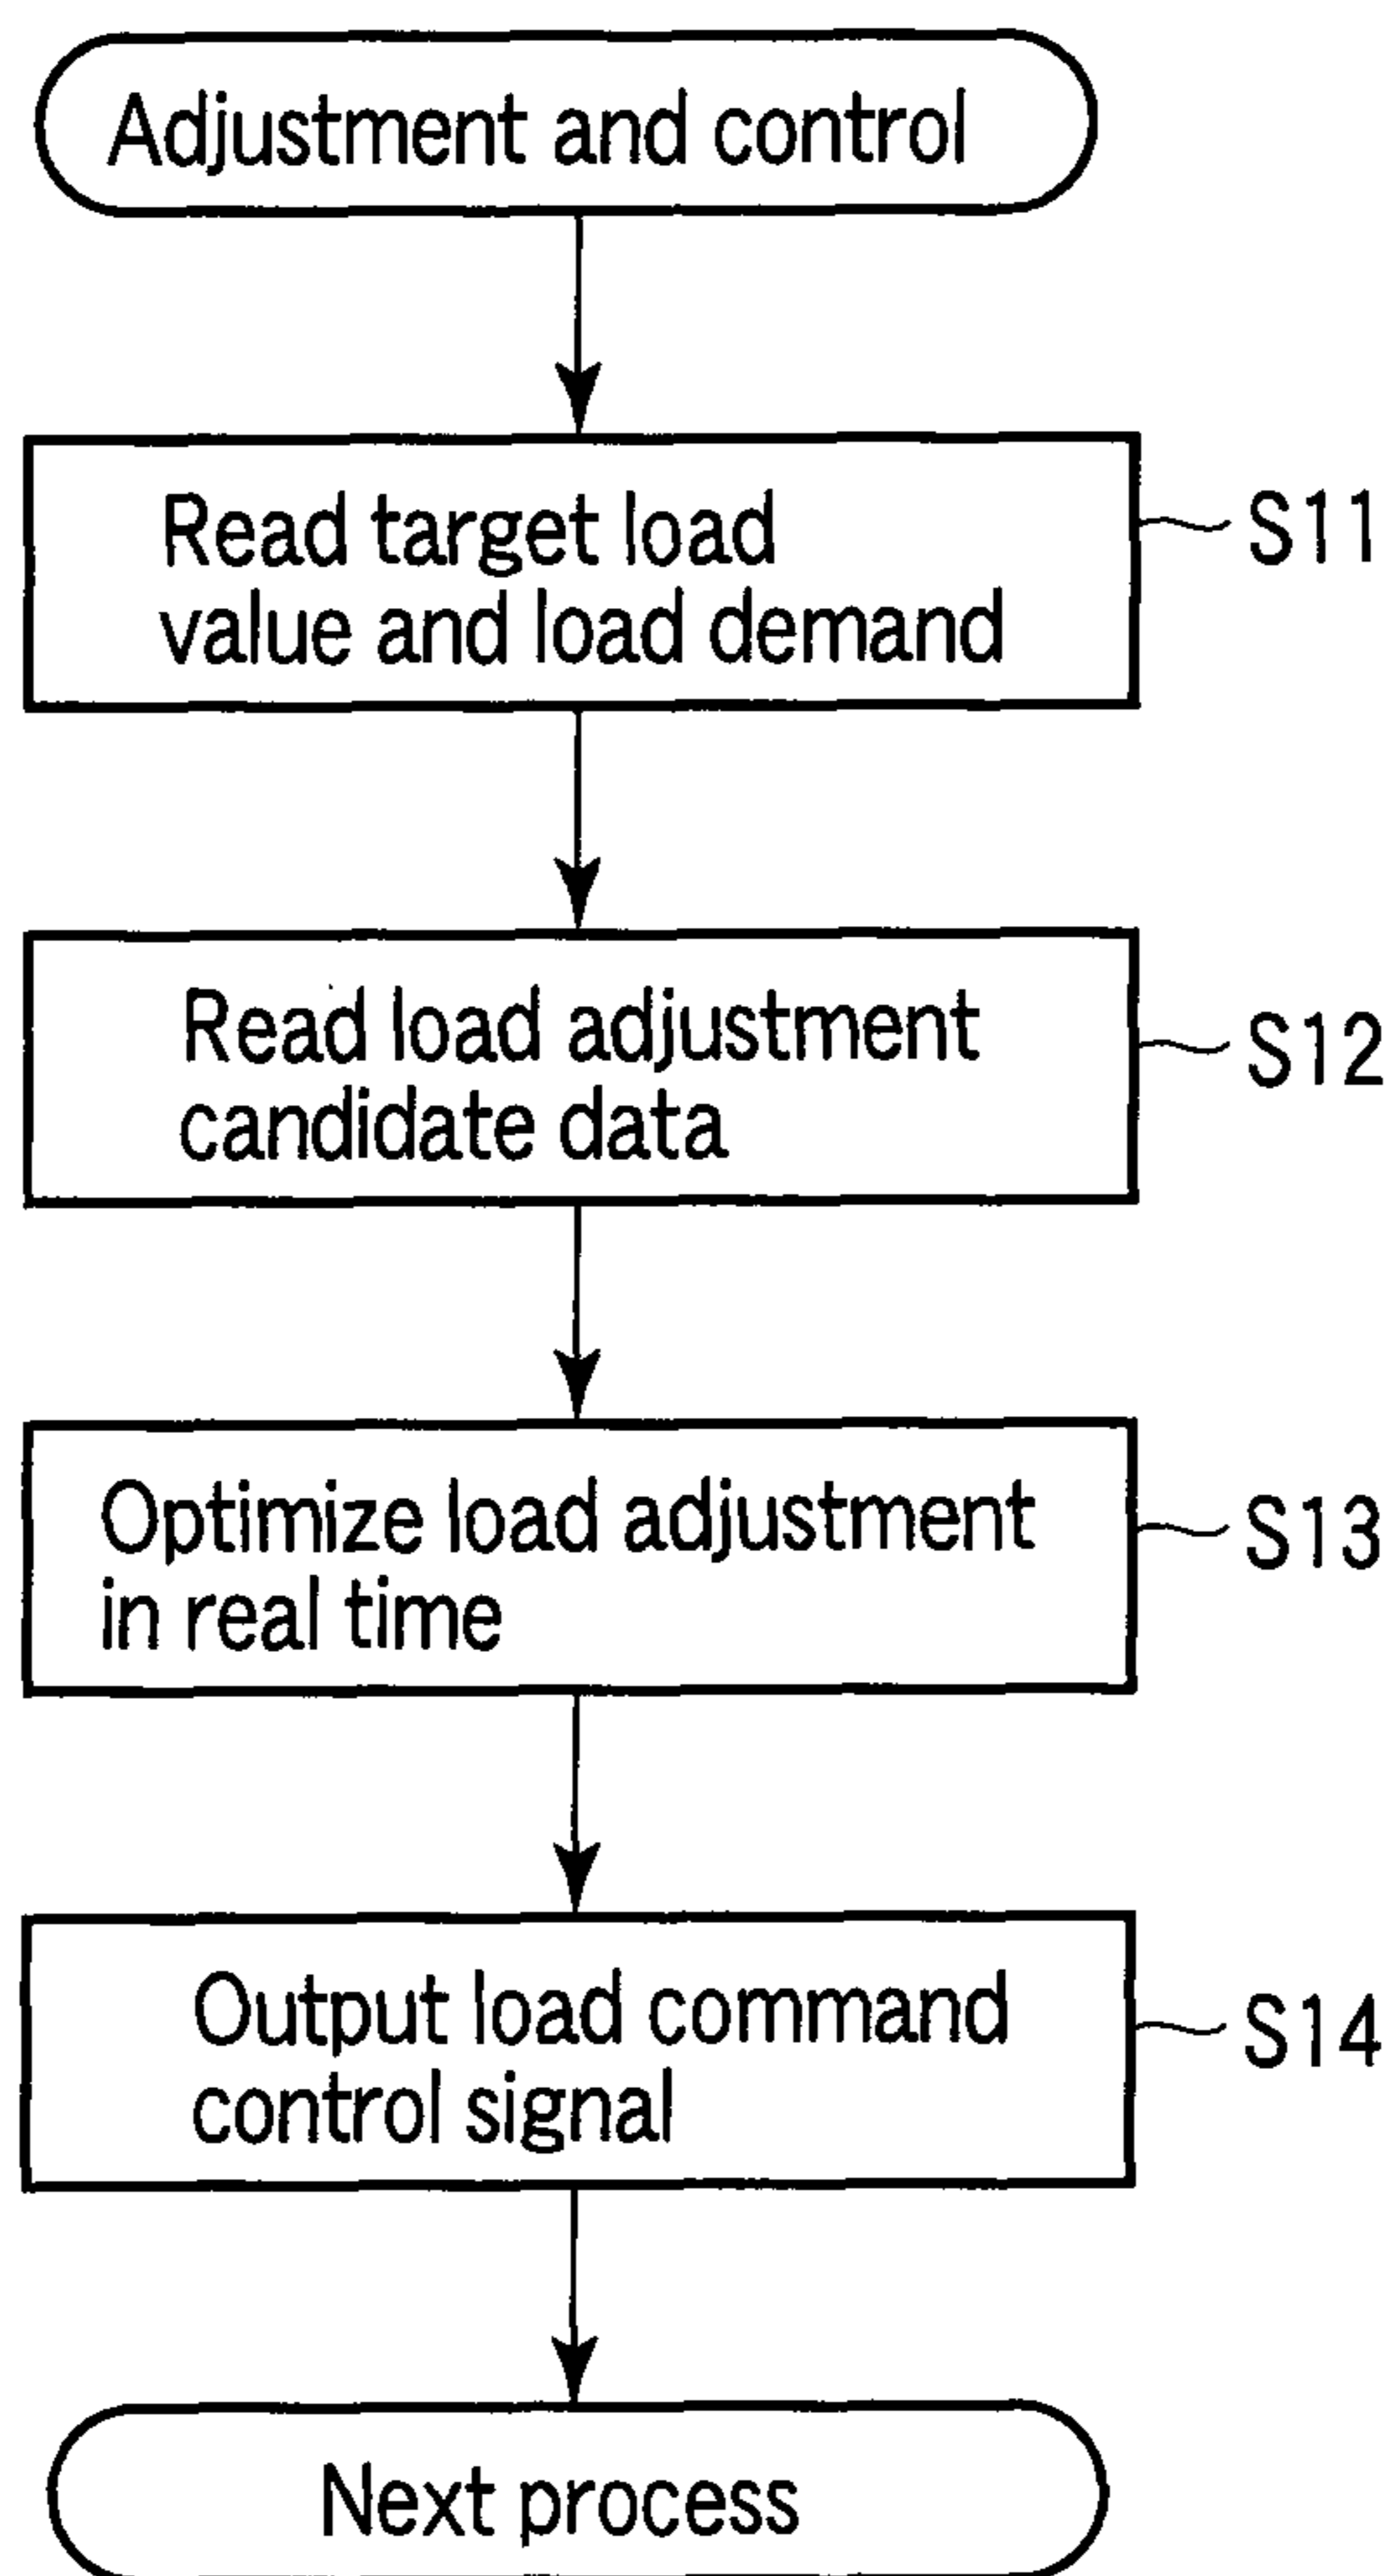 Adjustment and control
Read target load
value and load demand
S11
Read load adjustment
candidate data
S12
Optimize load adjustment
in real time
S13
Output load command
control signal
S14
Next process